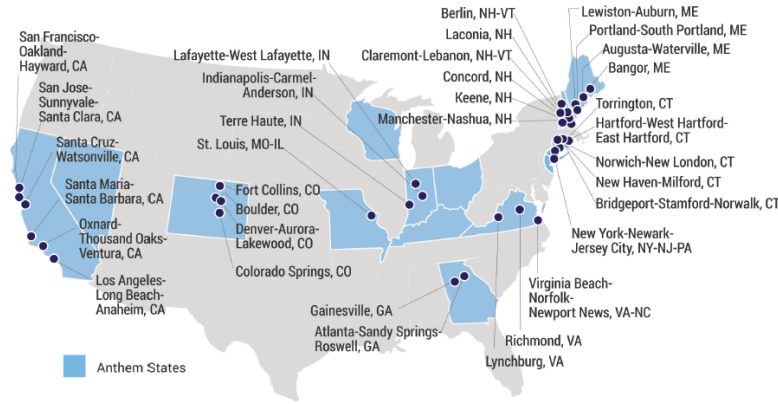 San Francisco-
Oakland-
Hayward, CA
San Jose-
Sunnyvale-
Santa Clara, CA
Santa Cruz-
Watsonville, CA
Santa Maria-
Santa Barbara, CA
Oxnard-
Thousand Oaks-
Ventura, CA
Los Angeles-
Long Beach-
Anaheim, CA
Lafayette-West Lafayette, IN
Indianapolis-Carmel-
Anderson, IN
Terre Haute, IN
St. Louis, MO-IL
Fort Collins, CO
Boulder, CO
Denver-Aurora-
Lakewood, CO
Colorado Springs, CO
Berlin, NH-VT
Laconia, NH
Claremont-Lebanon, NH-VT
Concord, NH
Keene, NH
Manchester-Nashua, NH
Lewiston-Auburn, ME
Portland-South Portland, ME
Augusta-Waterville, ME
Bangor, ME
Torrington, CT
Hartford-West Hartford-
East Hartford, CT
Norwich-New London, CT
New Haven-Milford, CT
Bridgeport-Stamford-Norwalk, CT
New York-Newark-
Jersey City, NY-NJ-PA
Virginia Beach-
Norfolk-
Newport News, VA-NC
Richmond, VA
Lynchburg, VA
Gainesville, GA
Atlanta-Sandy Springs-
Roswell, GA
Anthem States